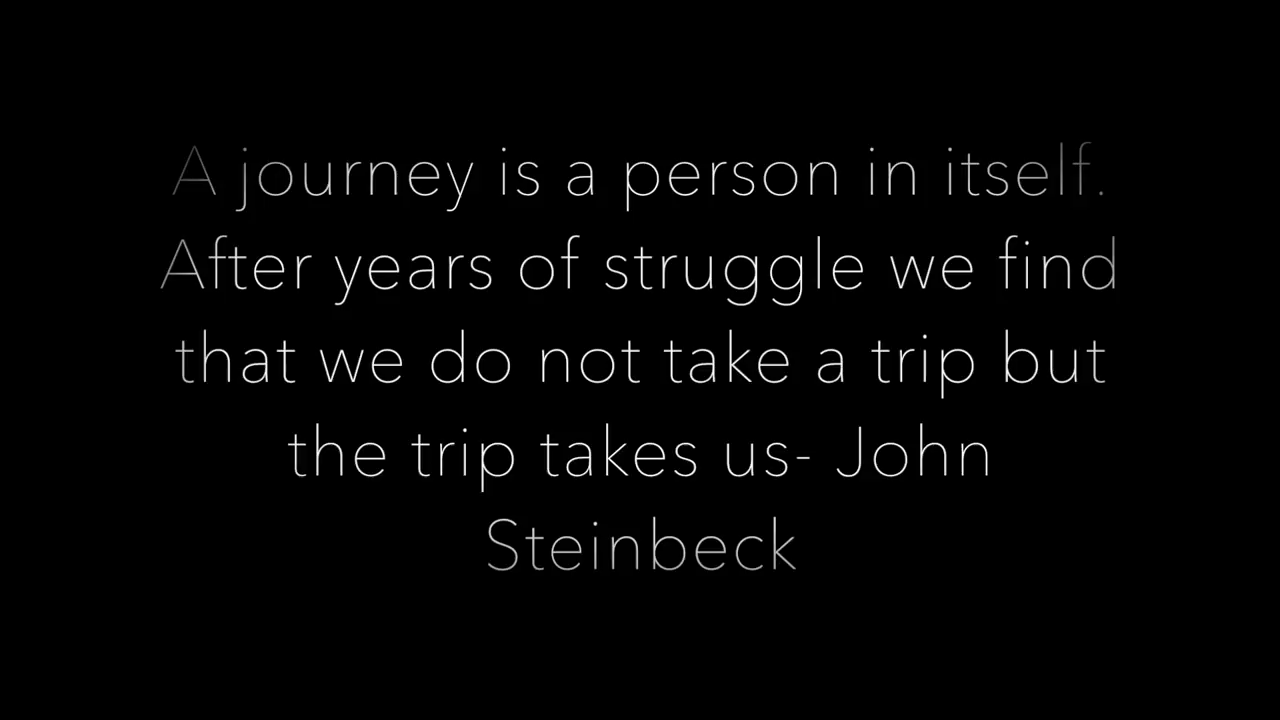 A journey is a person in itself.
After years of struggle we find
that we do not take a trip but
the trip takes us- John
Steinbeck